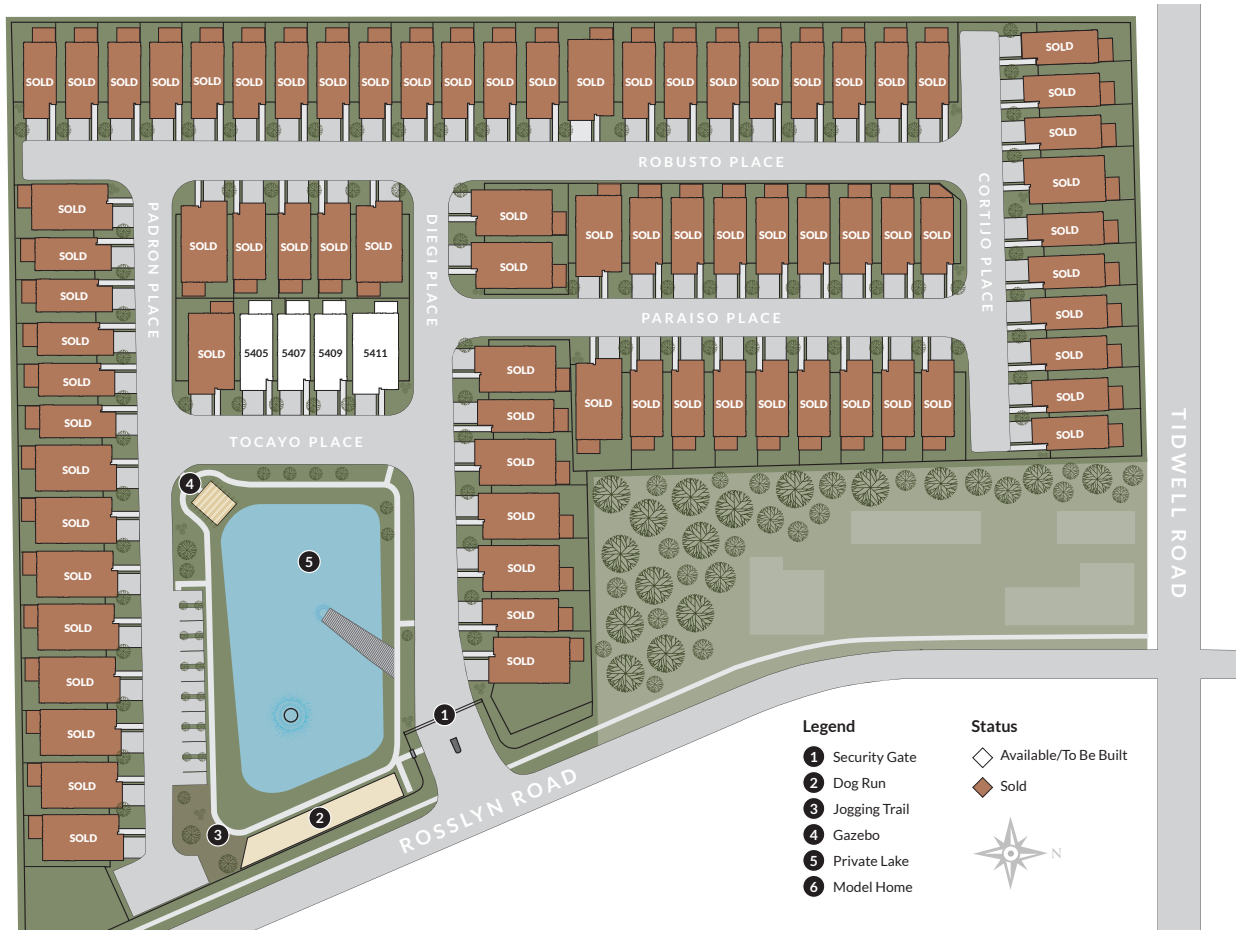 SOLD SOLD SOLD SOLD SOLD SOLD SOLD SOLD SOLD SOLD SOLD SOLD SOLD SOLD SOLD SOLD SOLD SOLD SOLD SOLD SOLD SOLD
SOLD
SOLD
SOLD
SOLD
SOLD
SOLD
SOLD
SOLD
SOLD
SOLD
ROBUSTO PLACE
CORTIJO PLACE
PADRON PLACE
DIEGI PLACE
SOLD
SOLD
SOLD
SOLD
SOLD
SOLD
SOLD
SOLD
SOLD
SOLD
SOLD
SOLD
SOLD
SOLD
SOLD SOLD SOLD SOLD SOLD
SOLD 5405 5407 5409 5411
SOLD
SOLD
SOLD SOLD SOLD SOLD SOLD SOLD SOLD SOLD SOLD
PARAISO PLACE
SOLD SOLD SOLD SOLD SOLD SOLD SOLD SOLD SOLD
SOLD
SOLD
SOLD
SOLD
SOLD
SOLD
SOLD
TOCAYO PLACE
4
5
1
2
3
ROSSLYN ROAD
TIDWELL ROAD
Legend
1 Security Gate
2 Dog Run
3 Jogging Trail
4 Gazebo
5 Private Lake
6 Model Home
Status
Available/To Be Built
Sold
N